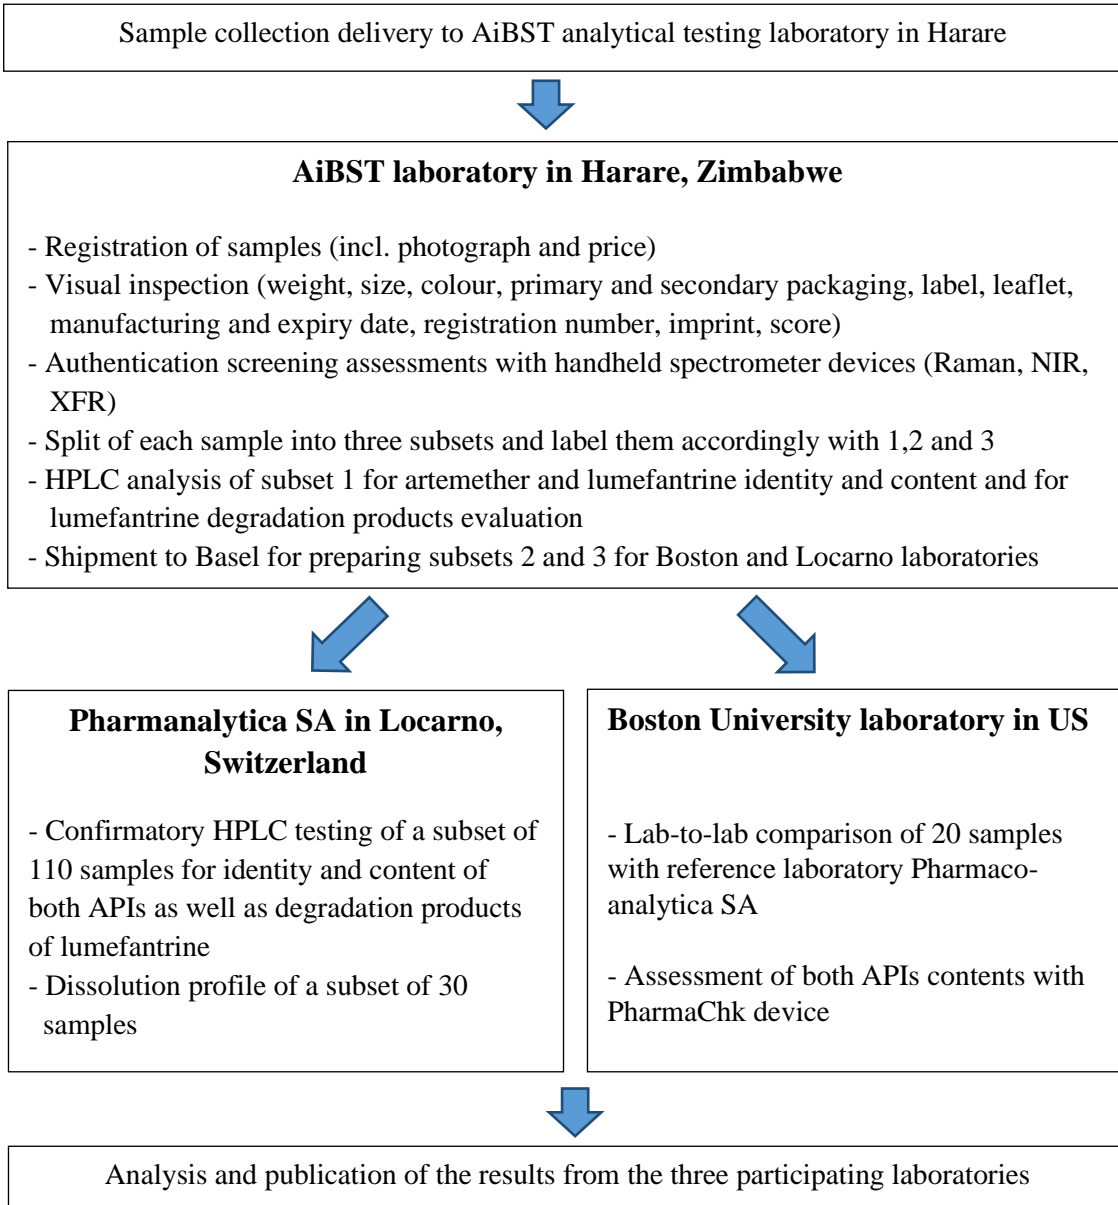 Sample collection delivery to AiBST analytical testing laboratory in Harare
AiBST laboratory in Harare, Zimbabwe
- Registration of samples (incl. photograph and price)
- Visual inspection (weight, size, colour, primary and secondary packaging, label, leaflet,
manufacturing and expiry date, registration number, imprint, score)
- Authentication screening assessments with handheld spectrometer devices (Raman, NIR,
XFR)
- Split of each sample into three subsets and label them accordingly with 1,2 and 3
- HPLC analysis of subset 1 for artemether and lumefantrine identity and content and for
lumefantrine degradation products evaluation
- Shipment to Basel for preparing subsets 2 and 3 for Boston and Locarno laboratories
Pharmanalytica SA in Locarno,
Switzerland
- Confirmatory HPLC testing of a subset of
110 samples for identity and content of
both APIs as well as degradation products
of lumefantrine
- Dissolution profile of a subset of 30
samples
Boston University laboratory in US
- Lab-to-lab comparison of 20 samples
with reference laboratory Pharmaco-
analytica SA
- Assessment of both APIs contents with
PharmaChk device
Analysis and publication of the results from the three participating laboratories